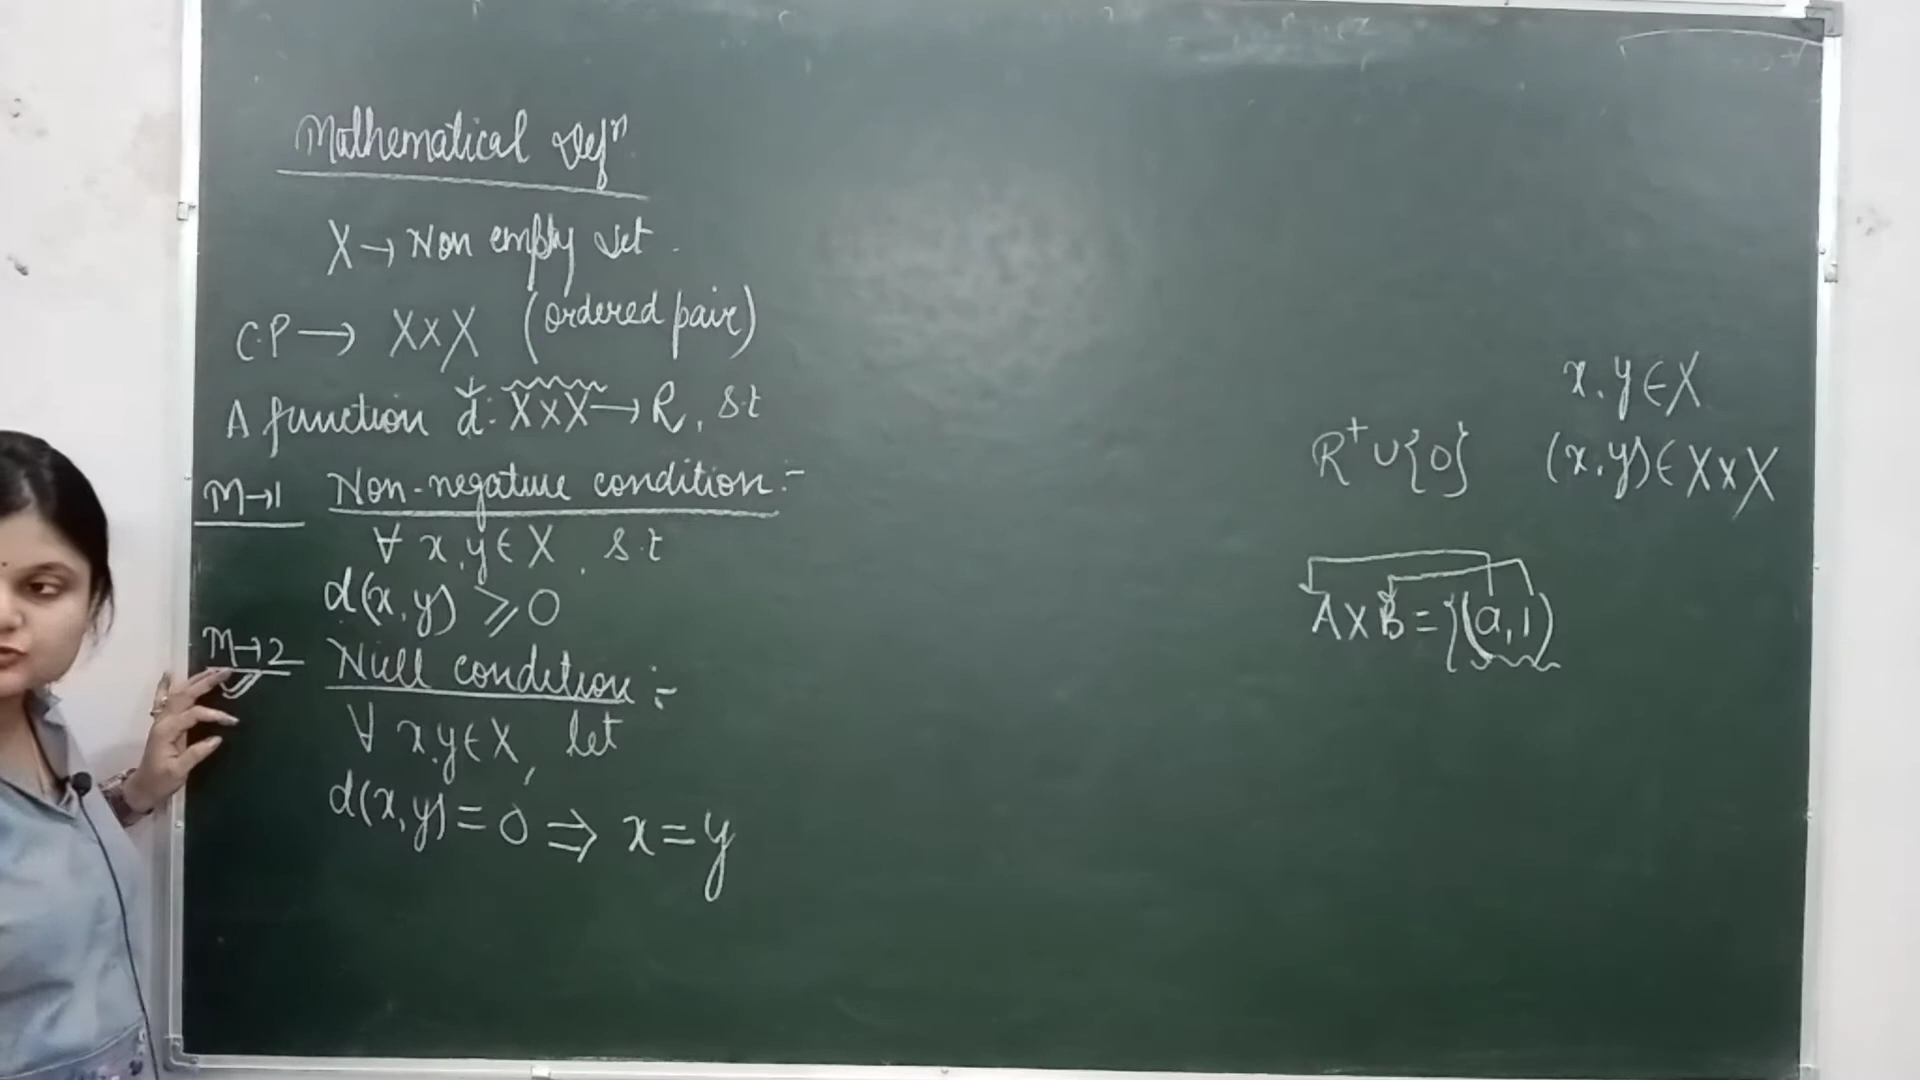 Mathematical Defⁿ
X → Non empty set.
C.P → X×X (ordered pair)
A function d: X×X → R, s.t
M→1 Non-negative condition:-
∀ x,y ∈ X, s.t
d(x,y) ⩾ 0
M→2 Null condition:-
∀ x,y ∈ X, let
d(x,y) = 0 ⇒ x = y
x,y ∈ X
R⁺ ∪ {0} (x,y) ∈ X×X
A×B = {(a,1)